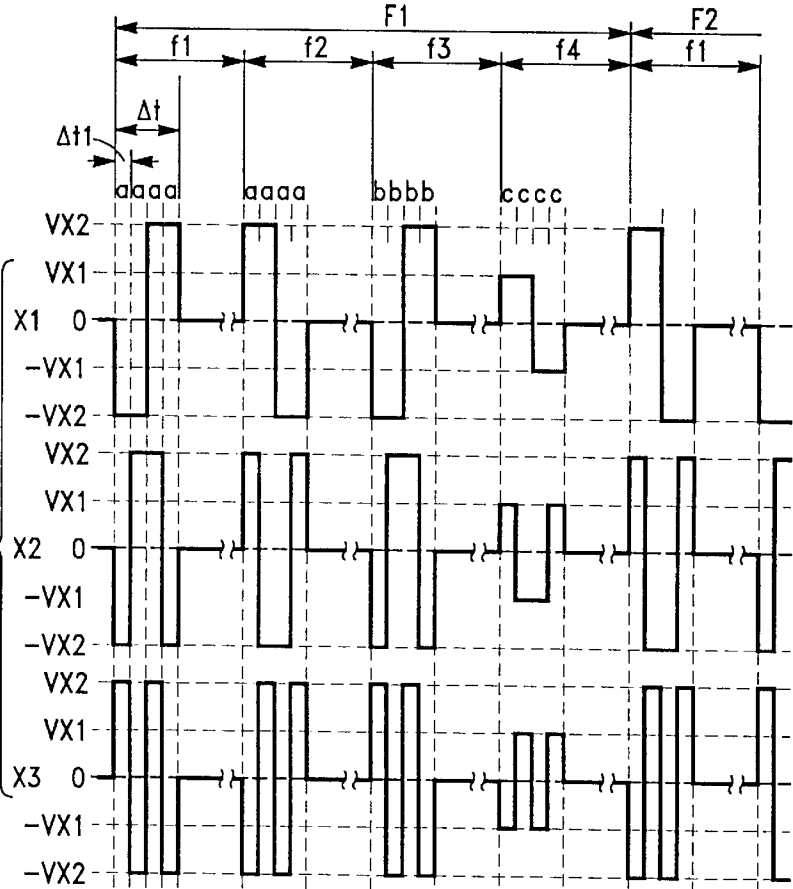 F1 F2
f1 f2 f3 f4 f1
Δt
Δt1
aaaa aaaa bbbb cccc
VX2
VX1
X1 0
-VX1
-VX2
VX2
VX1
X2 0
-VX1
-VX2
VX2
VX1
X3 0
-VX1
-VX2